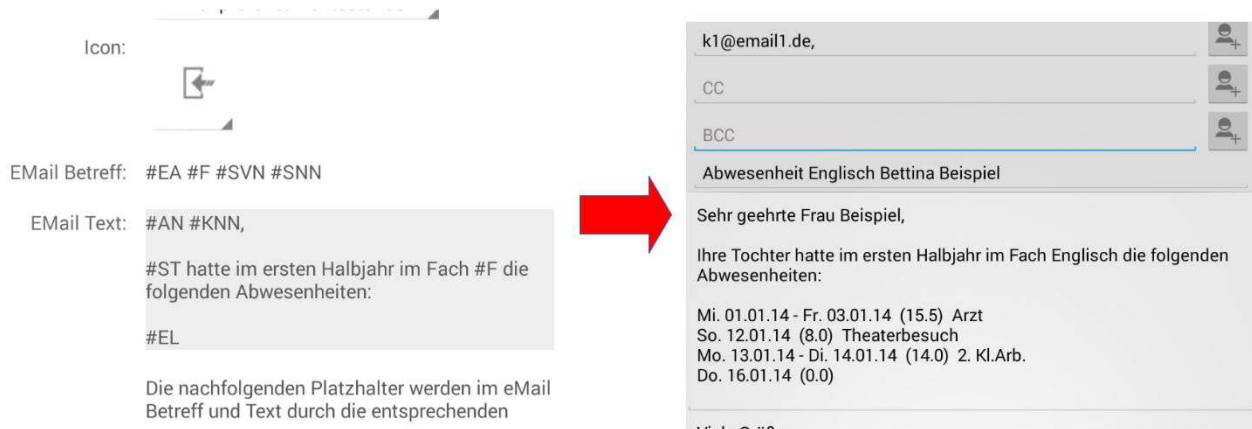 Icon:
EMail Betreff: #EA #F #SVN #SNN
EMail Text: #AN #KNN,
#ST hatte im ersten Halbjahr im Fach #F die
folgenden Abwesenheiten:
#EL
Die nachfolgenden Platzhalter werden im eMail
Betreff und Text durch die entsprechenden
k1@email1.de,
CC
BCC
Abwesenheit Englisch Bettina Beispiel
Sehr geehrte Frau Beispiel,
Ihre Tochter hatte im ersten Halbjahr im Fach Englisch die folgenden
Abwesenheiten:
Mi. 01.01.14 - Fr. 03.01.14 (15.5) Arzt
So. 12.01.14 (8.0) Theaterbesuch
Mo. 13.01.14 - Di. 14.01.14 (14.0) 2. Kl.Arb.
Do. 16.01.14 (0.0)